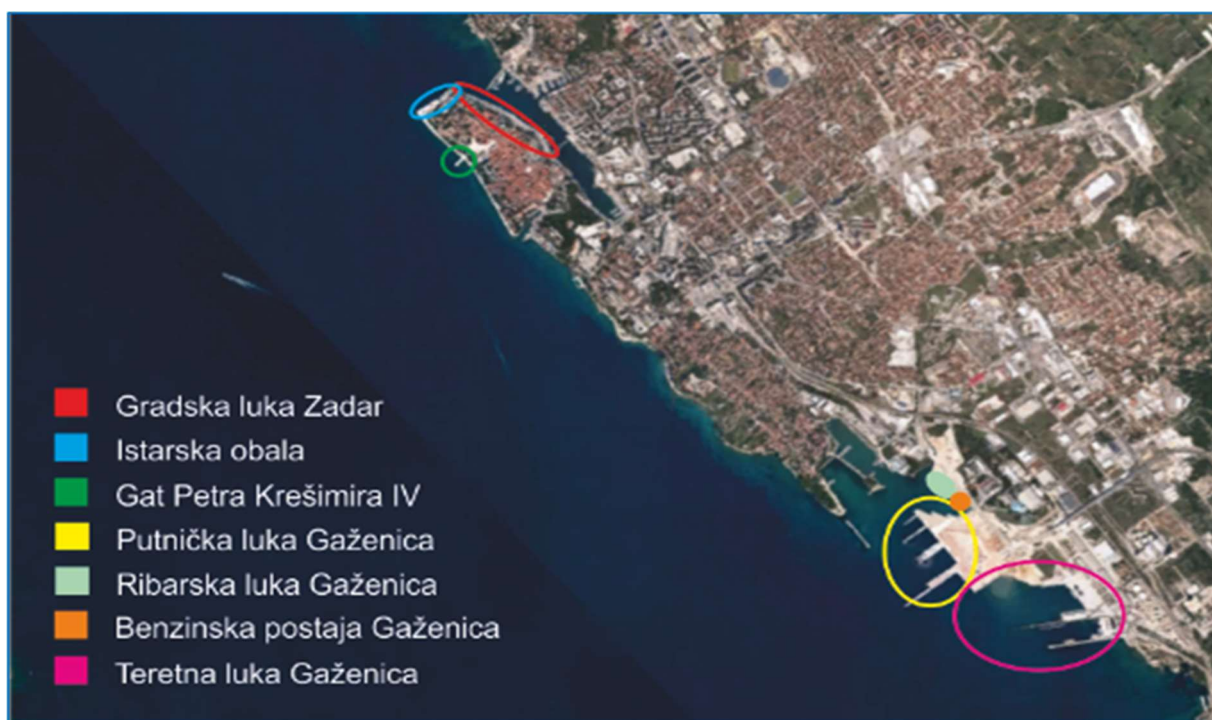 Gradska luka Zadar
Istarska obala
Gat Petra Krešimira IV
Putnička luka Gaženica
Ribarska luka Gaženica
Benzinska postaja Gaženica
Teretna luka Gaženica